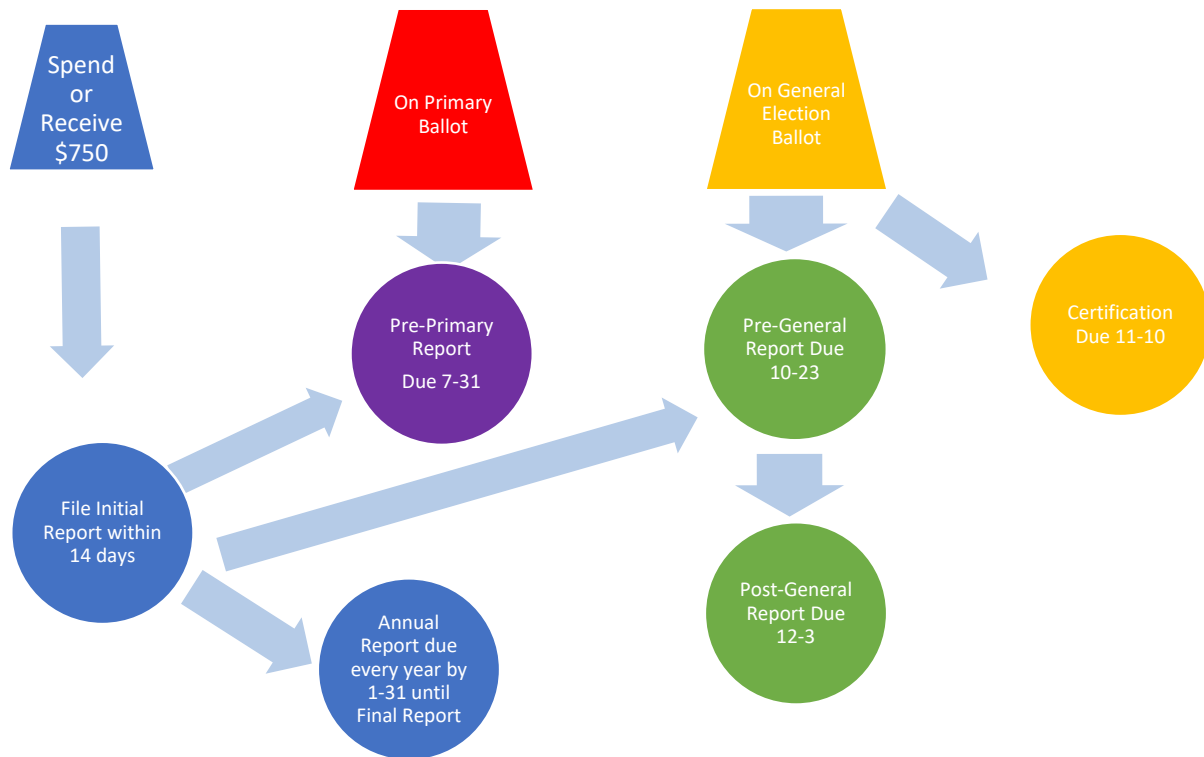 Spend
or
Receive
$750
On Primary
Ballot
On General
Election
Ballot
Pre-Primary
Report
Due 7-31
Pre-General
Report Due
10-23
Certification
Due 11-10
File Initial
Report within
14 days
Annual
Report due
every year by
1-31 until
Final Report
Post-General
Report Due
12-3